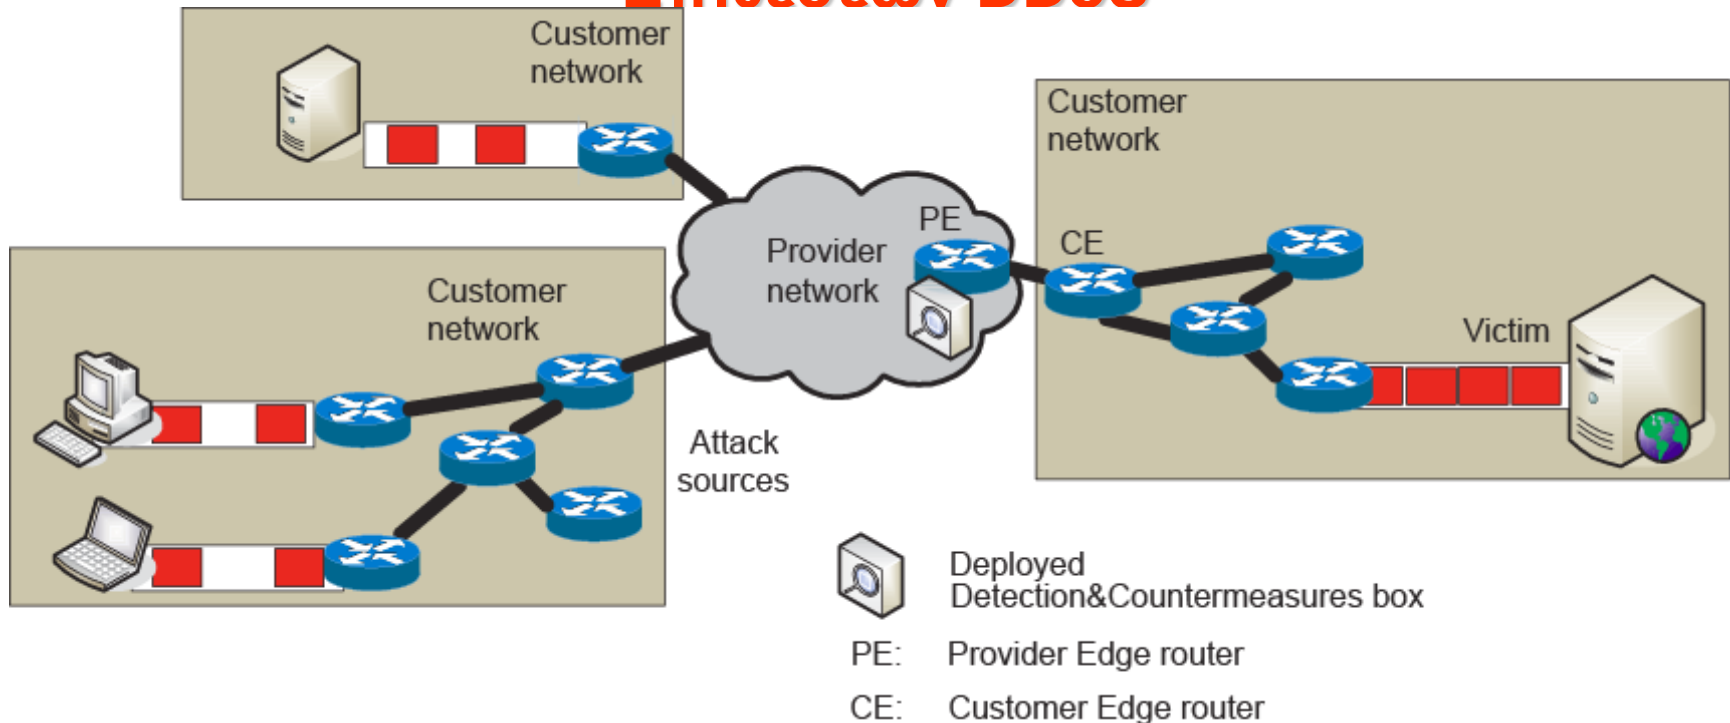 DDoS
Customer
network
Customer
network
PE
CE
Provider
network
Customer
network
Victim
Attack
sources
Deployed
Detection&Countermeasures box
PE: Provider Edge router
CE: Customer Edge router